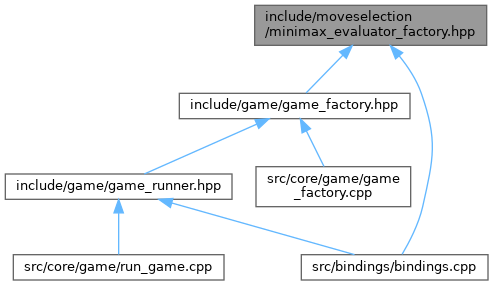 include/moveselection
/minimax_evaluator_factory.hpp
include/game/game_factory.hpp
src/core/game/game
_factory.cpp
include/game/game_runner.hpp
src/core/game/run_game.cpp
src/bindings/bindings.cpp